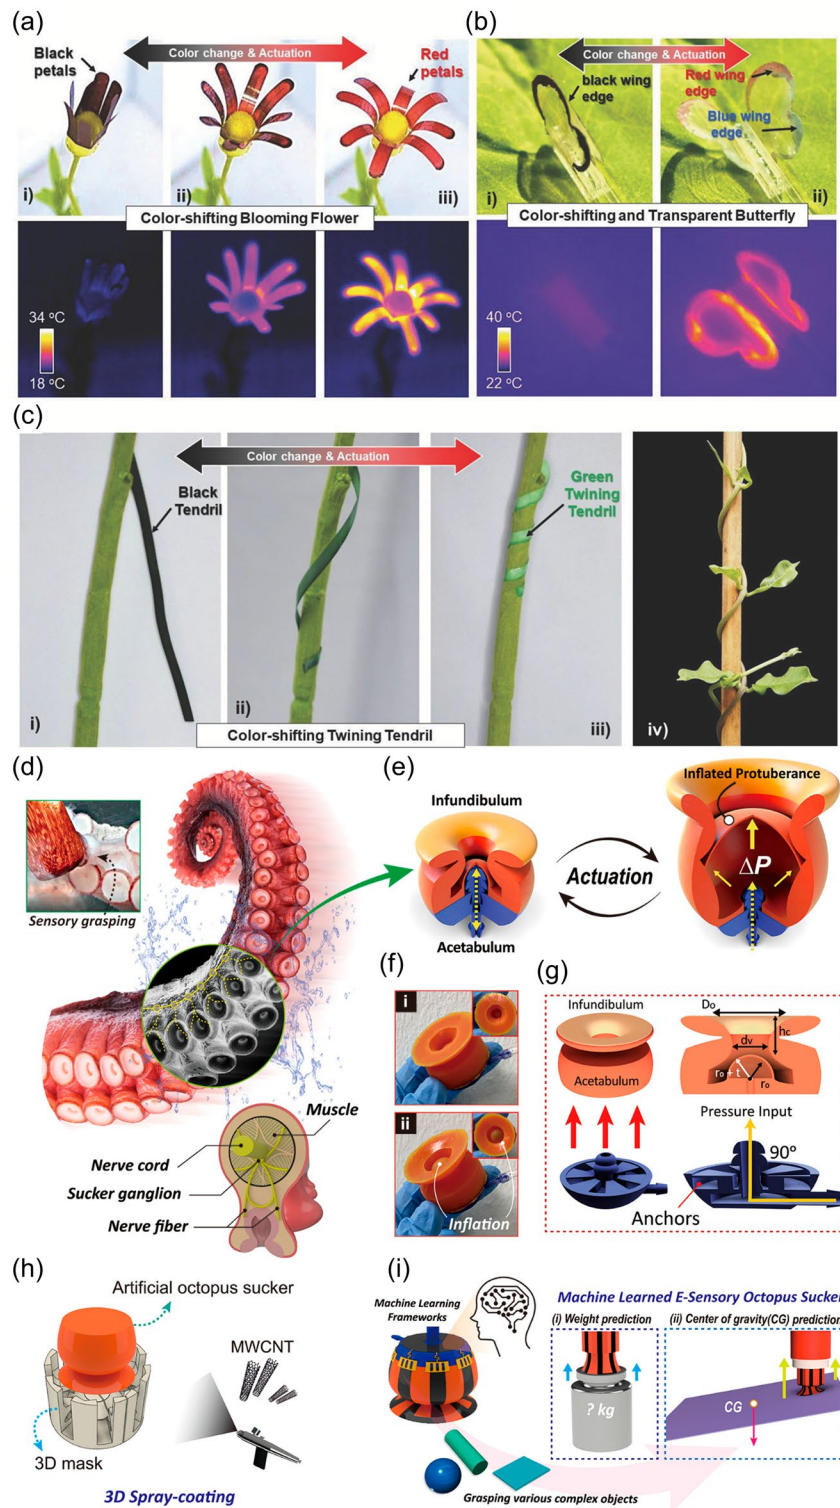 (a)
Black
petals
Color change & Actuation
Red
petals
i)
ii)
iii)
Color-shifting Blooming Flower
34 ºC
18 ºC
(b)
Color change & Actuation
black wing
edge
Red wing
edge
Blue wing
edge
i)
ii)
Color-shifting and Transparent Butterfly
40 ºC
22 ºC
(c)
Color change & Actuation
Black
Tendril
Green
Twining
Tendril
i)
ii)
iii)
iv)
Color-shifting Twining Tendril
(d)
Sensory grasping
Muscle
Nerve cord
Sucker ganglion
Nerve fiber
(e)
Infundibulum
Acetabulum
Actuation
Inflated Protuberance
ΔP
(f)
i
ii
Inflation
(g)
Infundibulum
Acetabulum
Do
hc
dv
ro + t
ro
Pressure Input
90º
Anchors
(h)
Artificial octopus sucker
MWCNT
3D mask
3D Spray-coating
(i)
Machine Learning
Frameworks
Machine Learned E-Sensory Octopus Sucker
(i) Weight prediction
(ii) Center of gravity(CG) prediction
? kg
CG
Grasping various complex objects